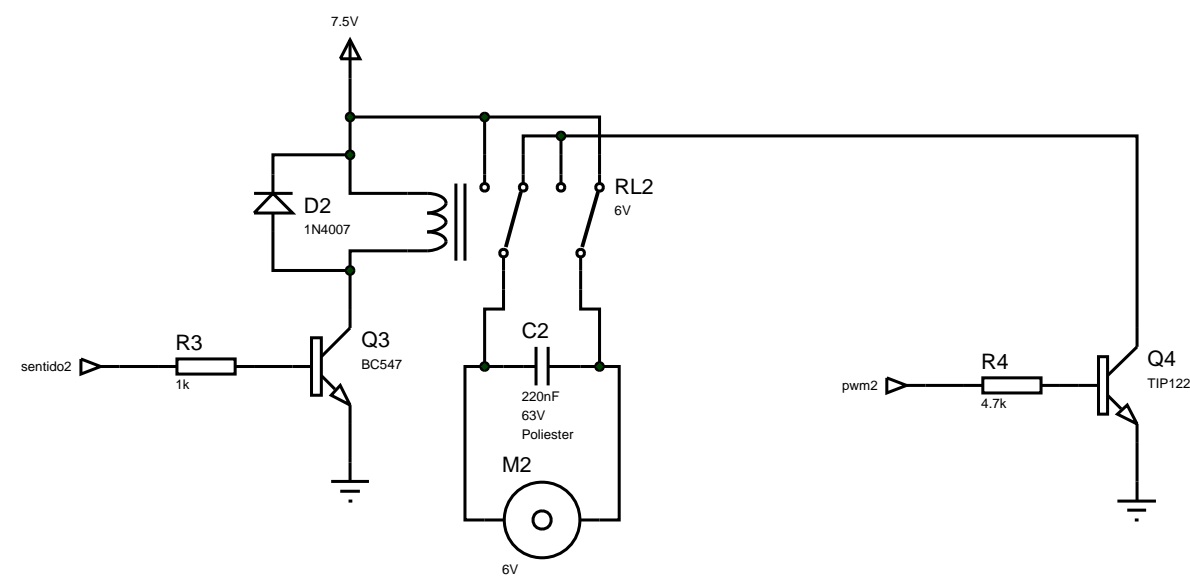 7.5V
D2
1N4007
RL2
6V
sentido2
R3
1k
Q3
BC547
C2
220nF
63V
Poliester
M2
6V
pwm2
R4
4.7k
Q4
TIP122